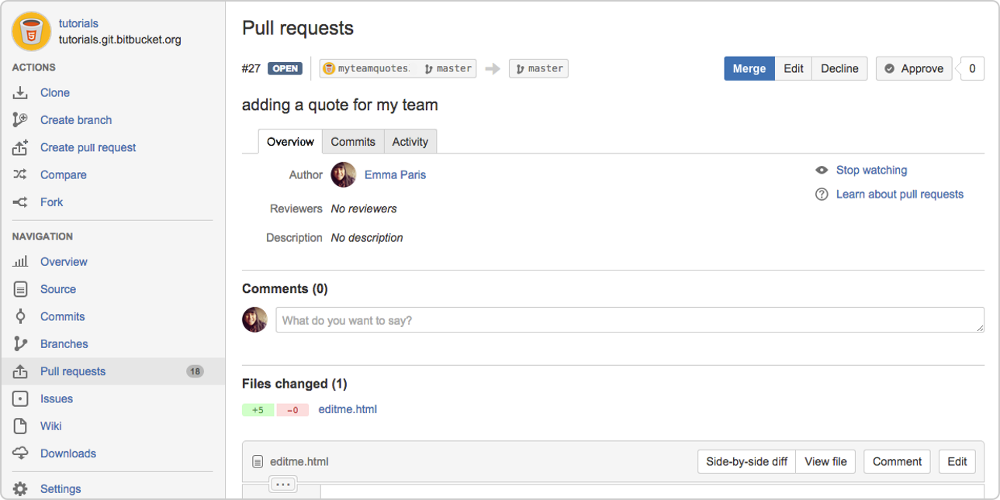 tutorials
tutorials.git.bitbucket.org
ACTIONS
Clone
Create branch
Create pull request
Compare
Fork
NAVIGATION
Overview
Source
Commits
Branches
Pull requests 18
Issues
Wiki
Downloads
Settings
Pull requests
#27 OPEN myteamquotes. master master Merge Edit Decline Approve 0
adding a quote for my team
Overview Commits Activity
Author Emma Paris
Stop watching
Learn about pull requests
Reviewers No reviewers
Description No description
Comments (0)
What do you want to say?
Files changed (1)
+5 −0 editme.html
editme.html Side-by-side diff View file Comment Edit
...